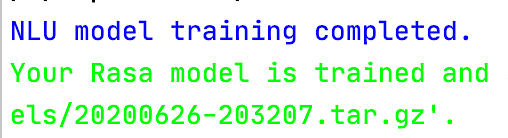 NLU model training completed.
Your Rasa model is trained and
els/20200626-203207.tar.gz'.